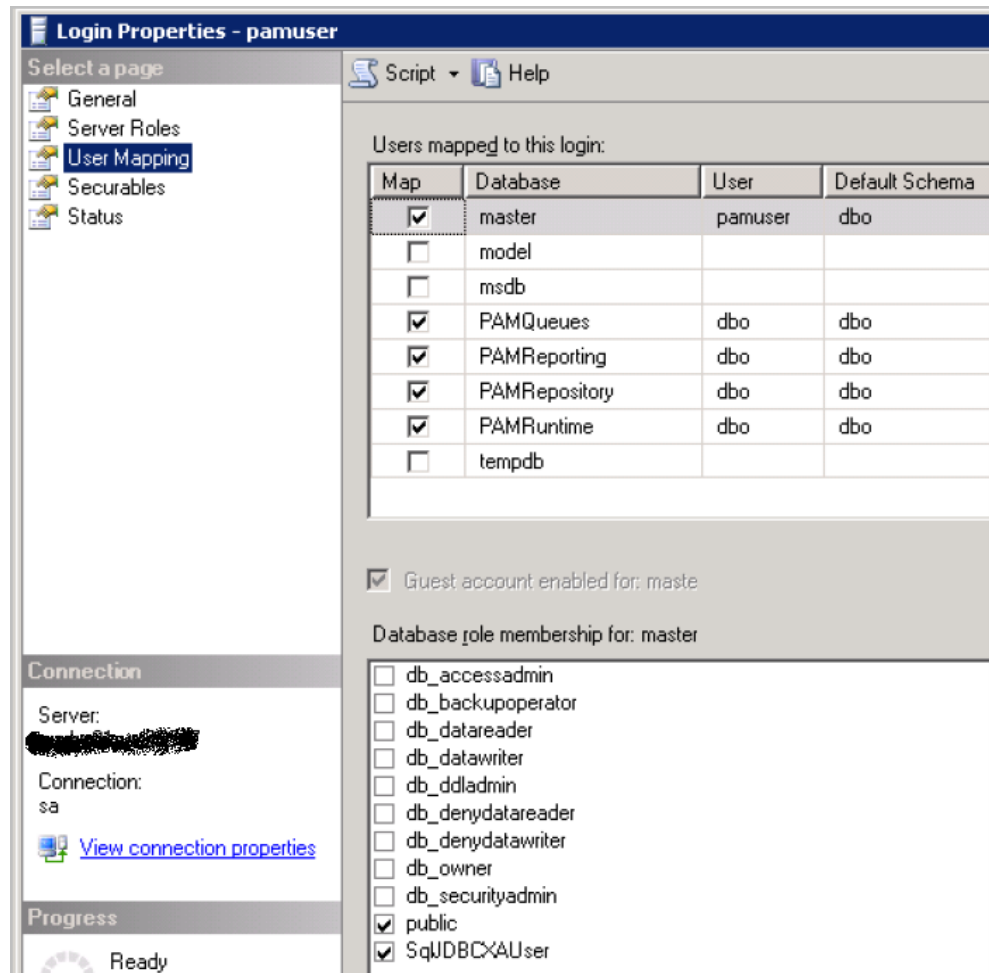 Login Properties - pamuser
Select a page
General
Server Roles
User Mapping
Securables
Status
Script Help
Users mapped to this login:
Map Database User Default Schema
master pamuser dbo
model
msdb
PAMQueues dbo dbo
PAMReporting dbo dbo
PAMRepository dbo dbo
PAMRuntime dbo dbo
tempdb
Guest account enabled for: maste
Database role membership for: master
db_accessadmin
db_backupoperator
db_datareader
db_datawriter
db_ddladmin
db_denydatareader
db_denydatawriter
db_owner
db_securityadmin
public
SqlJDBCXAUser
Connection
Server:
Connection:
sa
View connection properties
Progress
Ready